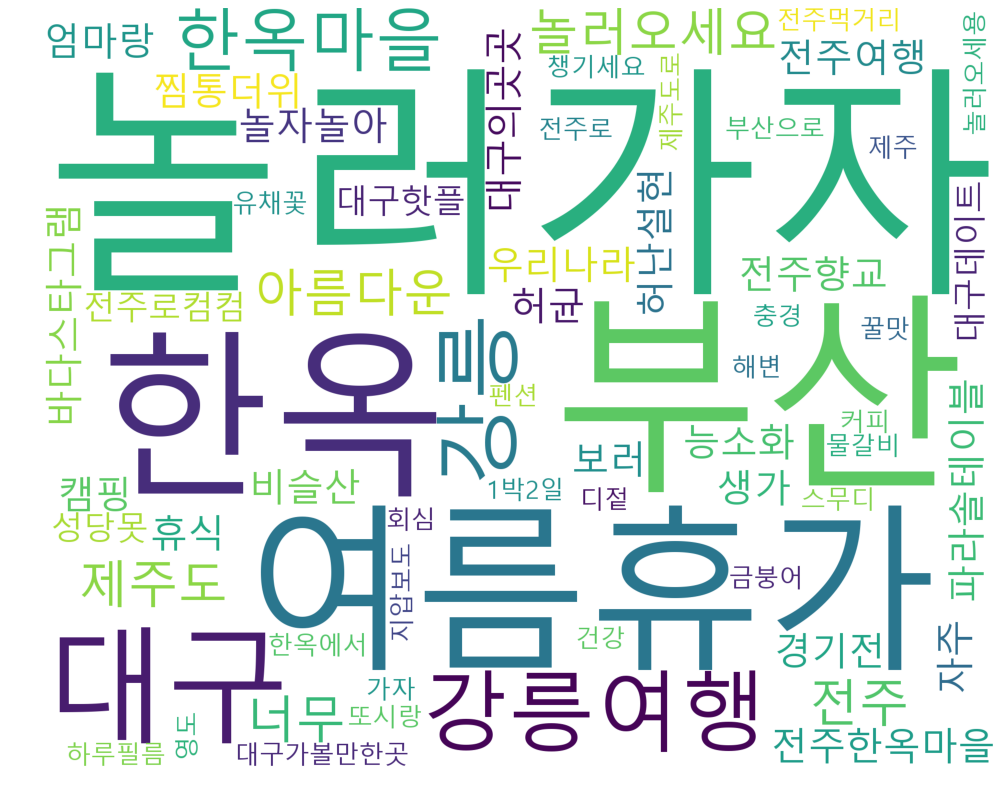 엄마랑
한옥마을
놀러오세요
전주먹거리
전주여행
놀러오세용
찜통더위
놀자놀아
대구의곳곳
챙기세요
제주도로
전주로
부산으로
제주
놀러가자
유채꽃
대구핫플
허난설헌
대구데이트
바다스타그램
전주로컴컴
아름다운
우리나라
허균
전주향교
충경
꿀맛
한옥
강릉
부산
해변
펜션
커피
물갈비
능소화
보러
파라솔테이블
캠핑
비슬산
1박2일
디젙
생가
스무디
성당못
휴식
회심
여름휴가
지압보도
금붕어
제주도
대구
한옥에서
건강
경기전
자주
너무
가자
또시랑
강릉여행
전주
영도
하루필름
대구가볼만한곳
전주한옥마을